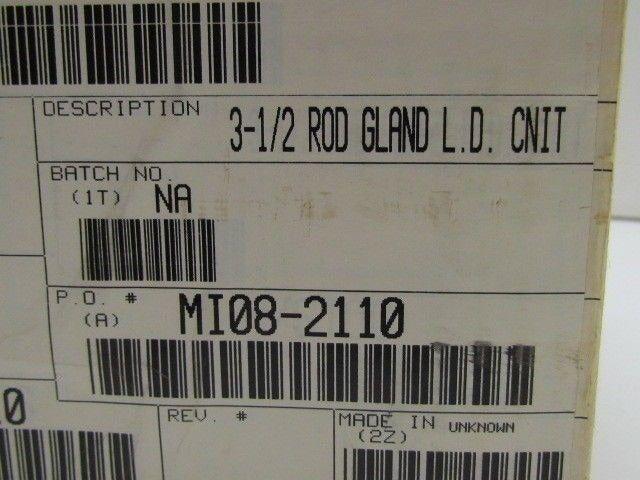 DESCRIPTION 3-1/2 ROD GLAND L.D. CNIT
BATCH NO.
(1T) NA
P.O. # MI08-2110
(A)
0
REV. #
MADE IN UNKNOWN
(2Z)